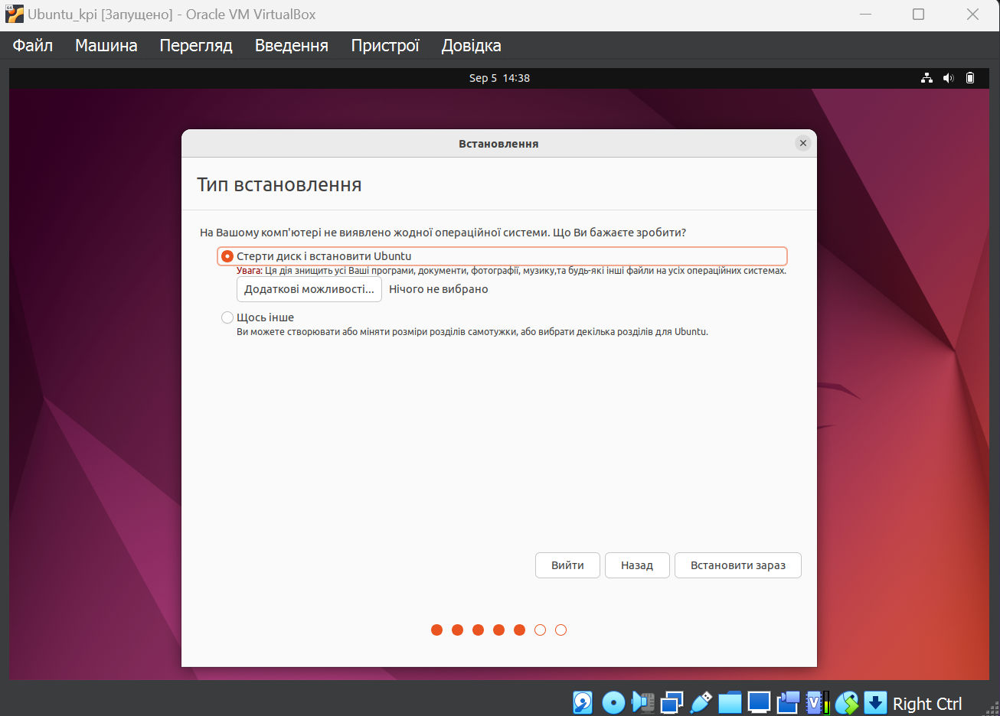 Ubuntu_kpi [Запущено] - Oracle VM VirtualBox
Файл Машина Перегляд Введення Пристрої Довідка
Sep 5 14:38
Встановлення
Тип встановлення
На Вашому комп'ютері не виявлено жодної операційної системи. Що Ви бажаєте зробити?
Стерти диск і встановити Ubuntu
Увага: Ця дія знищить усі Ваші програми, документи, фотографії, музику,та будь-які інші файли на усіх операційних системах.
Додаткові можливості... Нічого не вибрано
Щось інше
Ви можете створювати або міняти розміри розділів самотужки, або вибрати декілька розділів для Ubuntu.
Вийти Назад Встановити зараз
V Right Ctrl